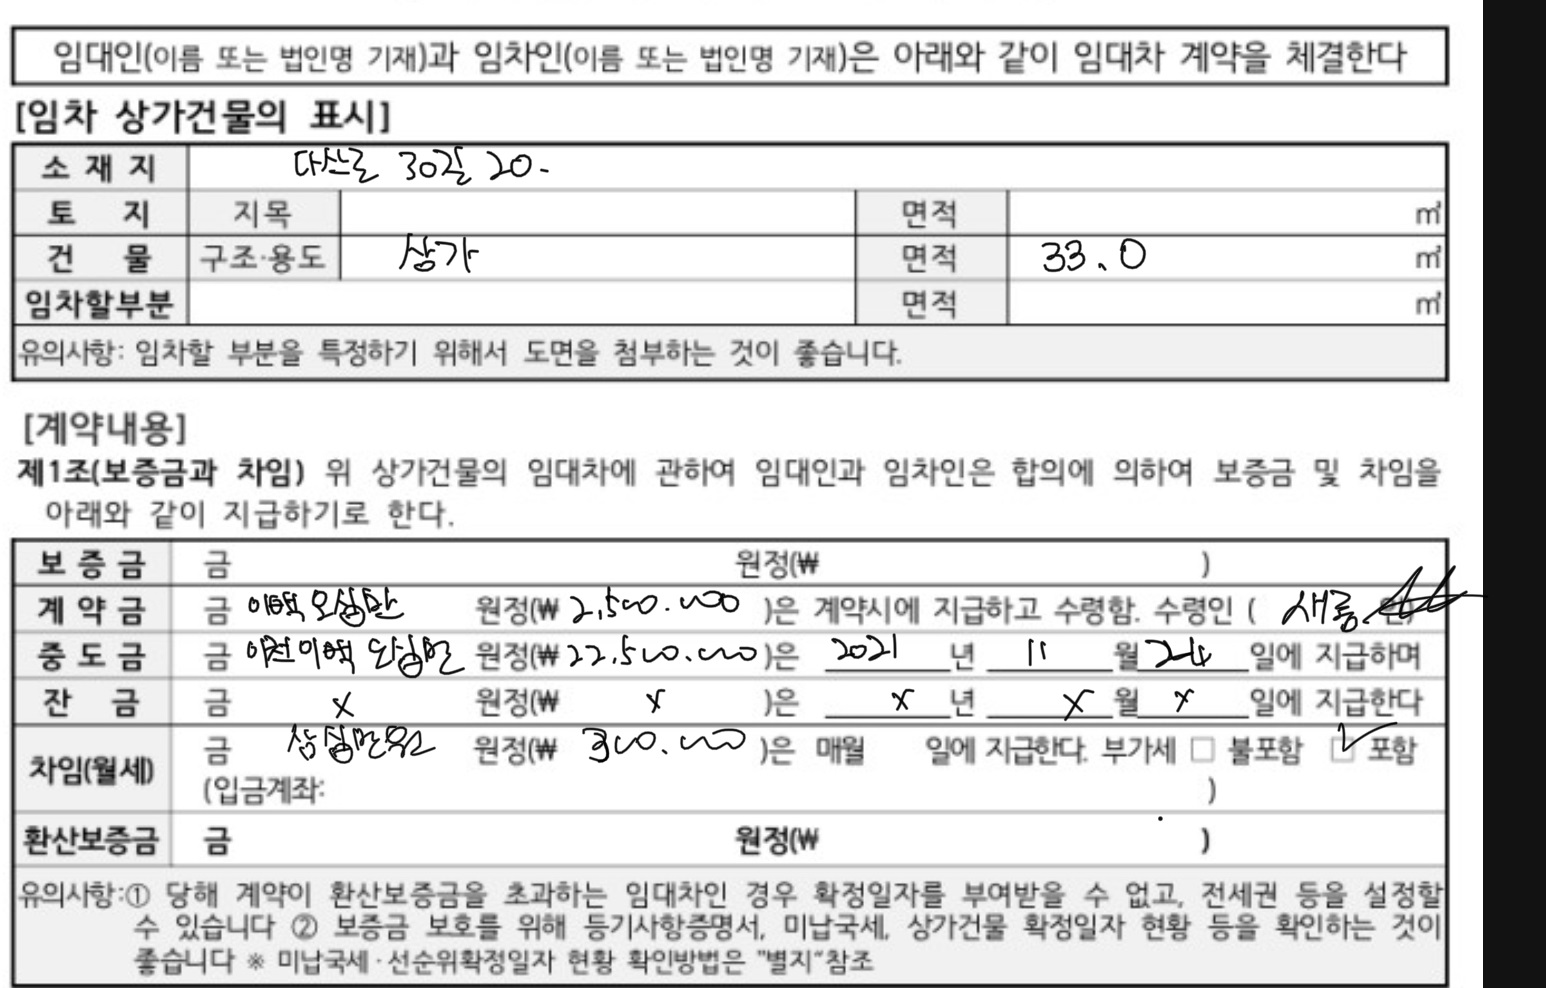 임대인(이름 또는 법인명 기재)과 임차인(이름 또는 법인명 기재)은 아래와 같이 임대차 계약을 체결한다
[임차 상가건물의 표시]
소 재 지 다산로 30길 20.
토 지 지목 면적 ㎡
건 물 구조·용도 상가 면적 33.0 ㎡
임차할부분 면적 ㎡
유의사항: 임차할 부분을 특정하기 위해서 도면을 첨부하는 것이 좋습니다.
[계약내용]
제1조(보증금과 차임) 위 상가건물의 임대차에 관하여 임대인과 임차인은 합의에 의하여 보증금 및 차임을
아래와 같이 지급하기로 한다.
보 증 금 금 원정(₩ )
계 약 금 금 이백오십만 원정(₩ 2,500.000 )은 계약시에 지급하고 수령함. 수령인 ( 새롬 인)
중 도 금 금 이천이백 오십만 원정(₩ 22.500.000 )은 2021 년 11 월 24 일에 지급하며
잔 금 금 x 원정(₩ x )은 x 년 x 월 x 일에 지급한다
차임(월세) 금 삼십만원 원정(₩ 300.000 )은 매월 일에 지급한다. 부가세 □ 불포함 ☑ 포함
(입금계좌: )
환산보증금 금 원정(₩ )
유의사항:① 당해 계약이 환산보증금을 초과하는 임대차인 경우 확정일자를 부여받을 수 없고, 전세권 등을 설정할
수 있습니다 ② 보증금 보호를 위해 등기사항증명서, 미납국세, 상가건물 확정일자 현황 등을 확인하는 것이
좋습니다 ※ 미납국세·선순위확정일자 현황 확인방법은 "별지"참조